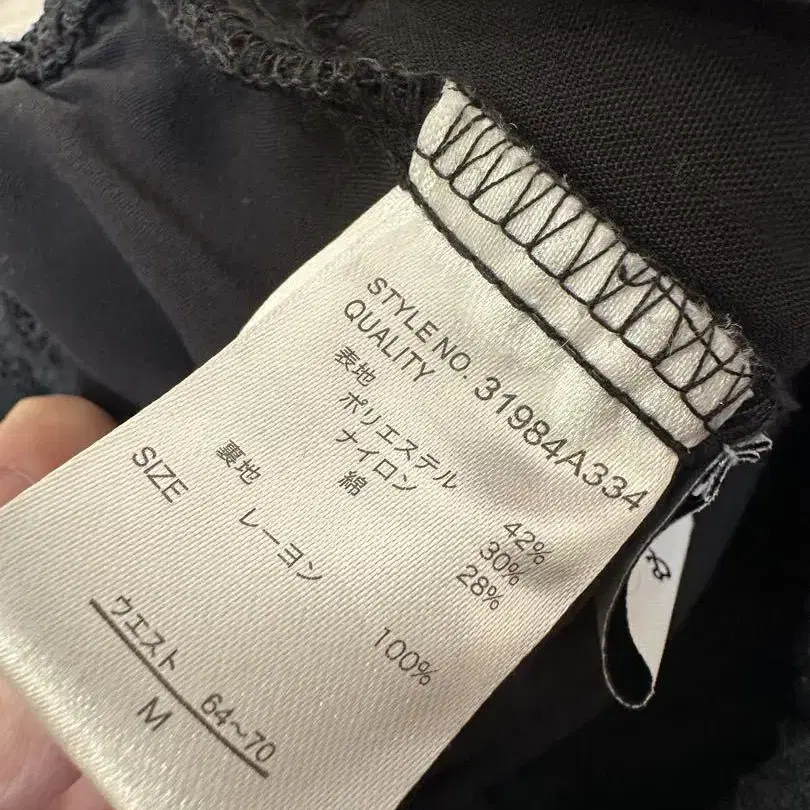 STYLE NO. 31984A334
QUALITY
表地
ポリエステル 42%
ナイロン 30%
綿 28%
裏地
レーヨン 100%
SIZE
ウエスト 64~70
M